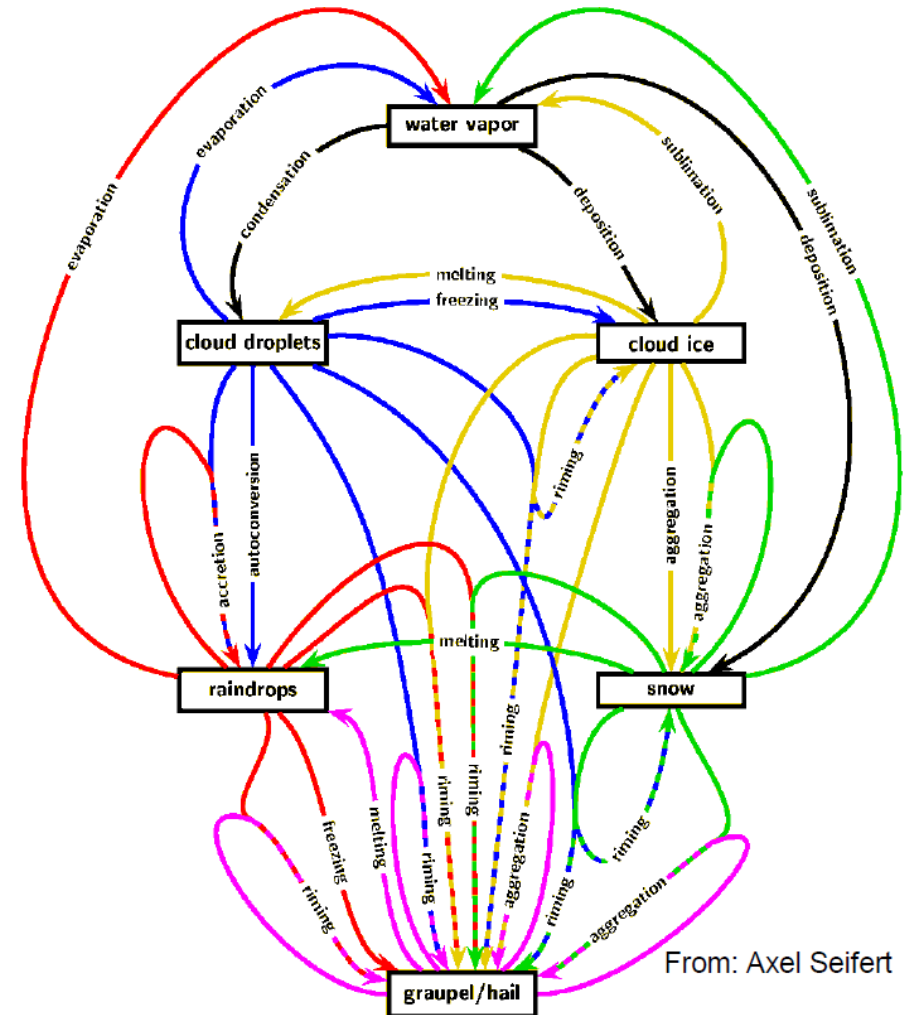 evaporation
water vapor
sublimation
condensation
deposition
evaporation
sublimation
deposition
melting
freezing
cloud droplets
cloud ice
riming
accretion
autoconversion
aggegation
aggregation
melting
raindrops
snow
riming
riming
riming
freezing
melting
riming
aggregation
riming
riming
riming
aggregation
From: Axel Seifert
graupel/hail